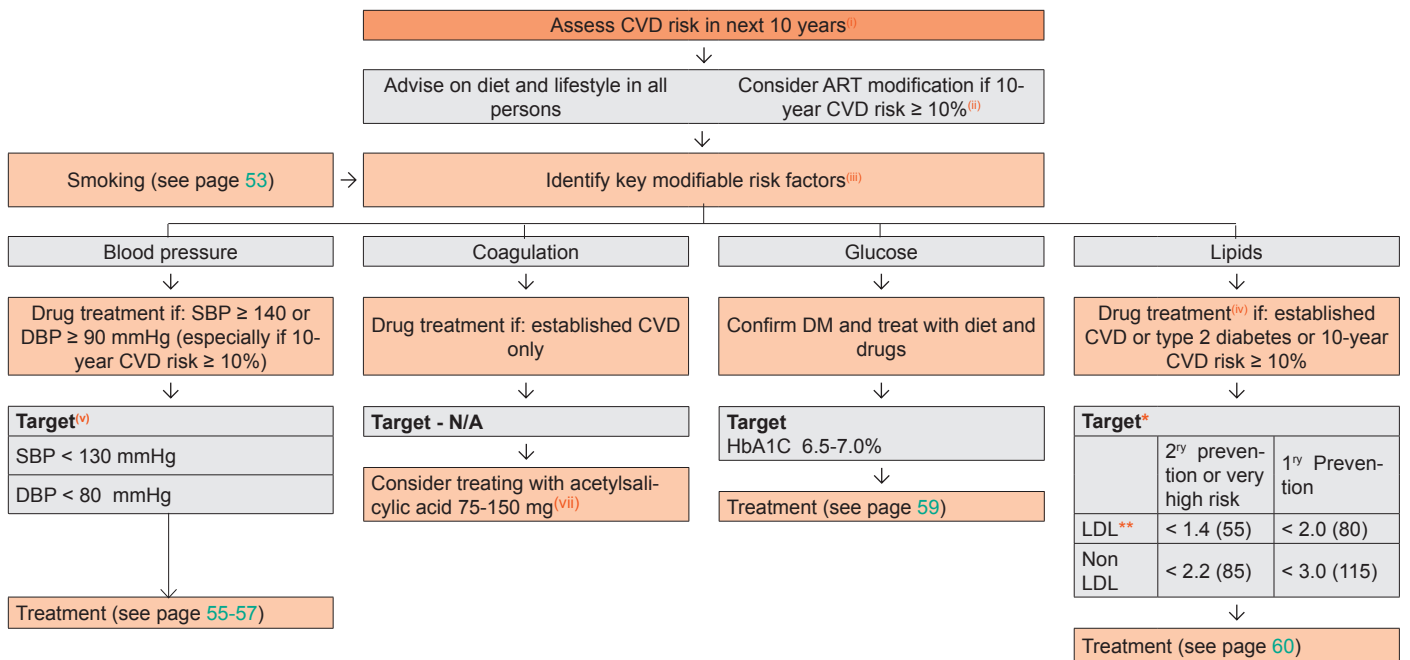 Assess CVD risk in next 10 years(i)
Advise on diet and lifestyle in all
persons
Consider ART modification if 10-
year CVD risk ≥ 10%(ii)
Smoking (see page 53)
Identify key modifiable risk factors(iii)
Blood pressure
Drug treatment if: SBP ≥ 140 or
DBP ≥ 90 mmHg (especially if 10-
year CVD risk ≥ 10%)
Target(v)
SBP < 130 mmHg
DBP < 80 mmHg
Treatment (see page 55-57)
Coagulation
Drug treatment if: established CVD
only
Target - N/A
Consider treating with acetylsali-
cylic acid 75-150 mg(vii)
Glucose
Confirm DM and treat with diet and
drugs
Target
HbA1C 6.5-7.0%
Treatment (see page 59)
Lipids
Drug treatment(iv) if: established
CVD or type 2 diabetes or 10-year
CVD risk ≥ 10%
Target*
2ry preven-
tion or very
high risk
1ry Preven-
tion
LDL** < 1.4 (55) < 2.0 (80)
Non
LDL < 2.2 (85) < 3.0 (115)
Treatment (see page 60)